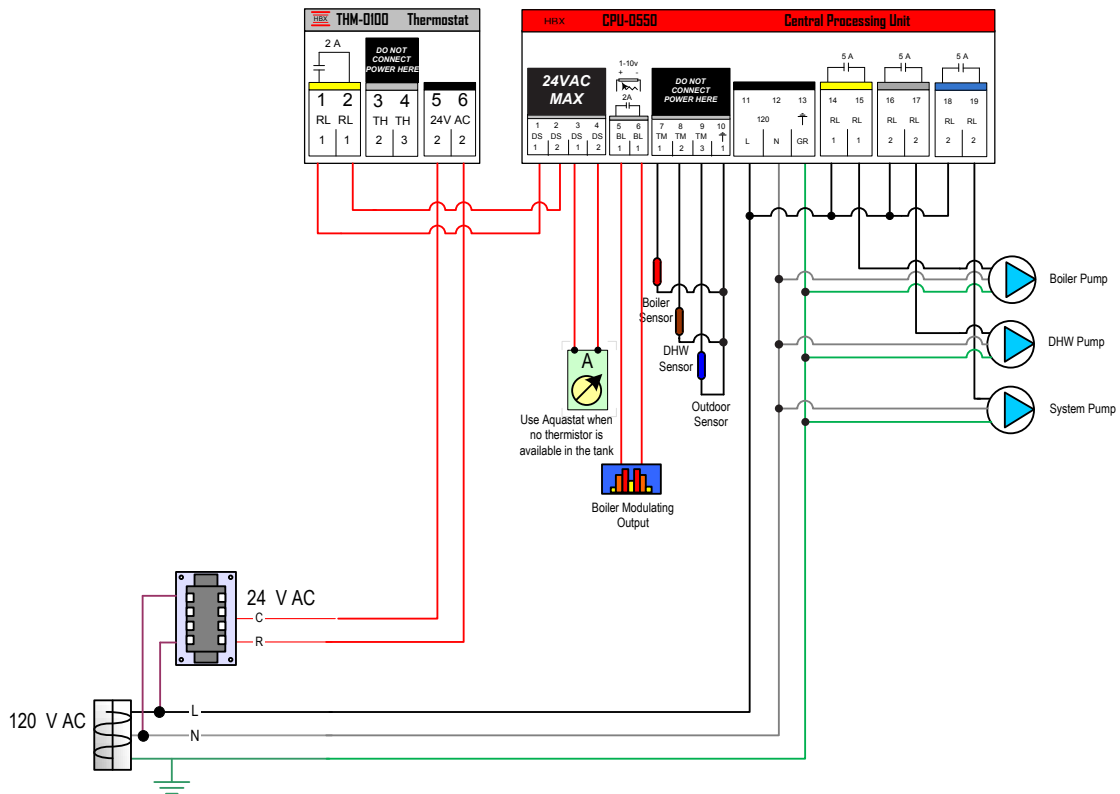 HBX THM-0100 Thermostat
2 A
DO NOT
CONNECT
POWER HERE
1 2 3 4 5 6
RL RL TH TH 24V AC
1 1 2 3 2 2
HBX CPU-0550 Central Processing Unit
24VAC
MAX
1-10v
+ -
2A
DO NOT
CONNECT
POWER HERE
5 A 5 A 5 A
1 2 3 4 5 6 7 8 9 10 11 12 13 14 15 16 17 18 19
DS DS DS DS BL BL TM TM TM 120 RL RL RL RL RL RL
1 2 1 2 1 1 1 2 3 1 L N GR 1 1 2 2 2 2
Boiler
Sensor
DHW
Sensor
Outdoor
Sensor
Boiler Pump
DHW Pump
System Pump
A
Use Aquastat when
no thermistor is
available in the tank
Boiler Modulating
Output
24 V AC
C
R
120 V AC
L
N